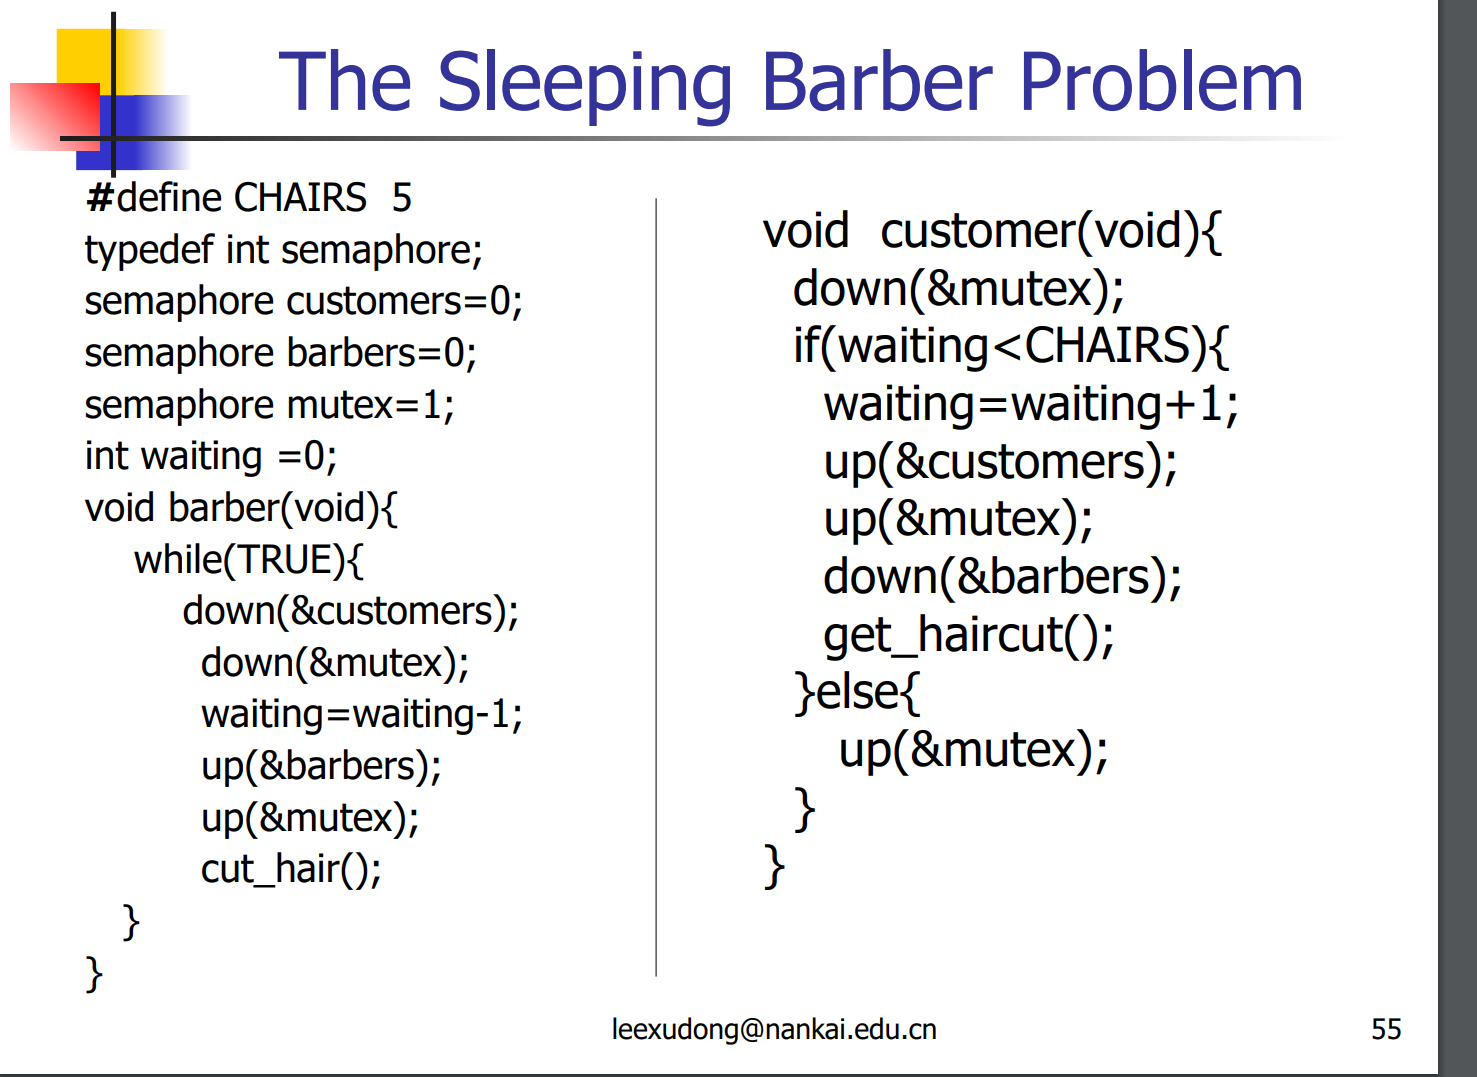 The Sleeping Barber Problem
#define CHAIRS  5
typedef int semaphore;
semaphore customers=0;
semaphore barbers=0;
semaphore mutex=1;
int waiting =0;
void barber(void){
while(TRUE){
down(&customers);
down(&mutex);
waiting=waiting-1;
up(&barbers);
up(&mutex);
cut_hair();
}
}
void  customer(void){
down(&mutex);
if(waiting<CHAIRS){
waiting=waiting+1;
up(&customers);
up(&mutex);
down(&barbers);
get_haircut();
}else{
up(&mutex);
}
}
leexudong@nankai.edu.cn
55